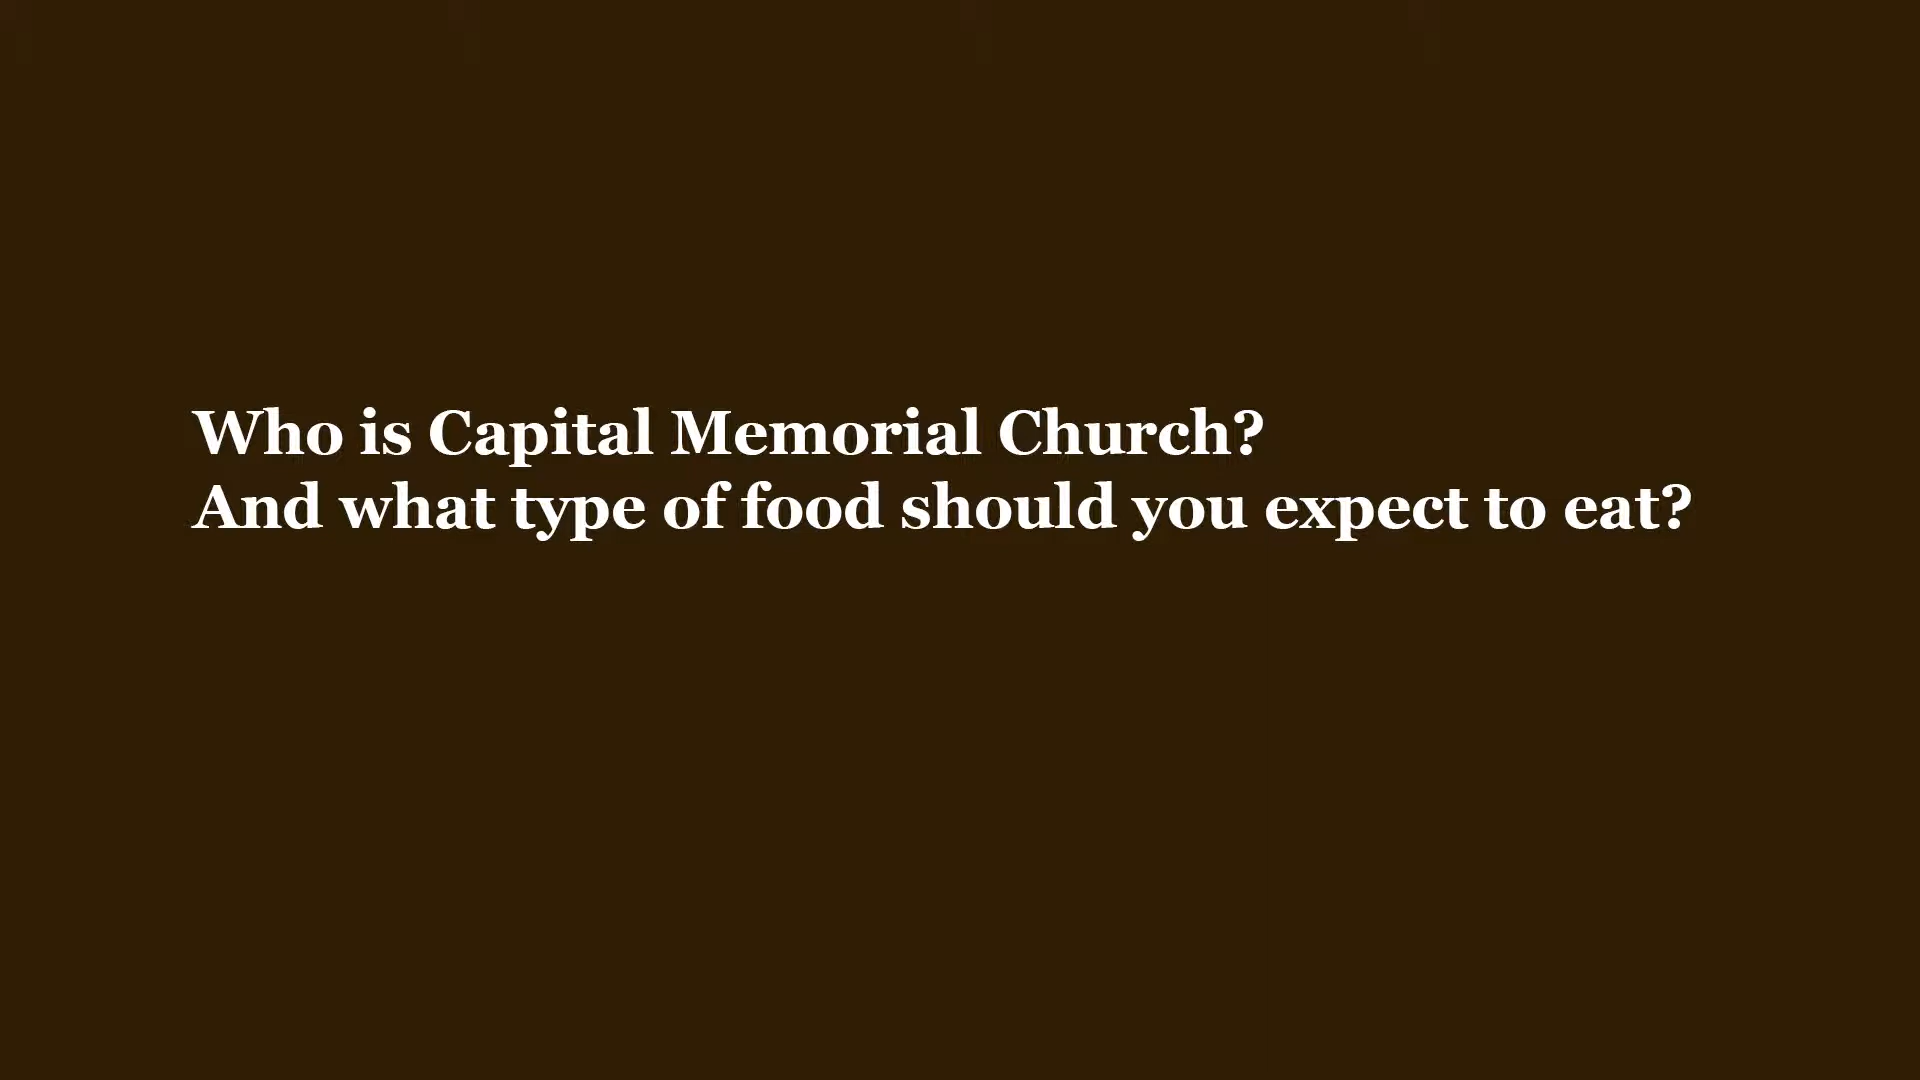 Who is Capital Memorial Church?
And what type of food should you expect to eat?